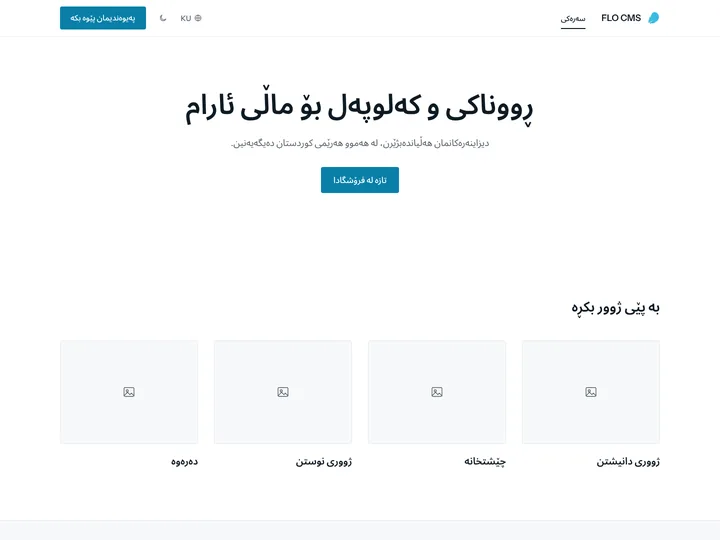 FLO CMS
سەرەکی
KU
پەیوەندیمان پێوە بکە
ڕووناکی و کەلوپەل بۆ ماڵی ئارام
دیزاینەرەکانمان هەڵیاندەبژێرن، لە هەموو هەرێمی کوردستان دەیگەیەنین.
تازە لە فرۆشگادا
بە پێی ژوور بکڕە
ژووری دانیشتن
چێشتخانە
ژووری نوستن
دەرەوە